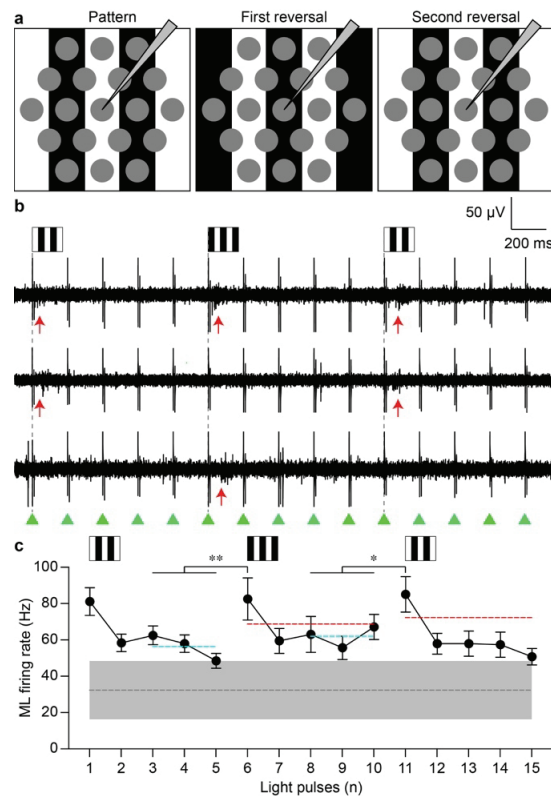 a Pattern First reversal Second reversal
b
50 µV
200 ms
c
** *
100
80
60
40
20
0
ML firing rate (Hz)
1 2 3 4 5 6 7 8 9 10 11 12 13 14 15
Light pulses (n)